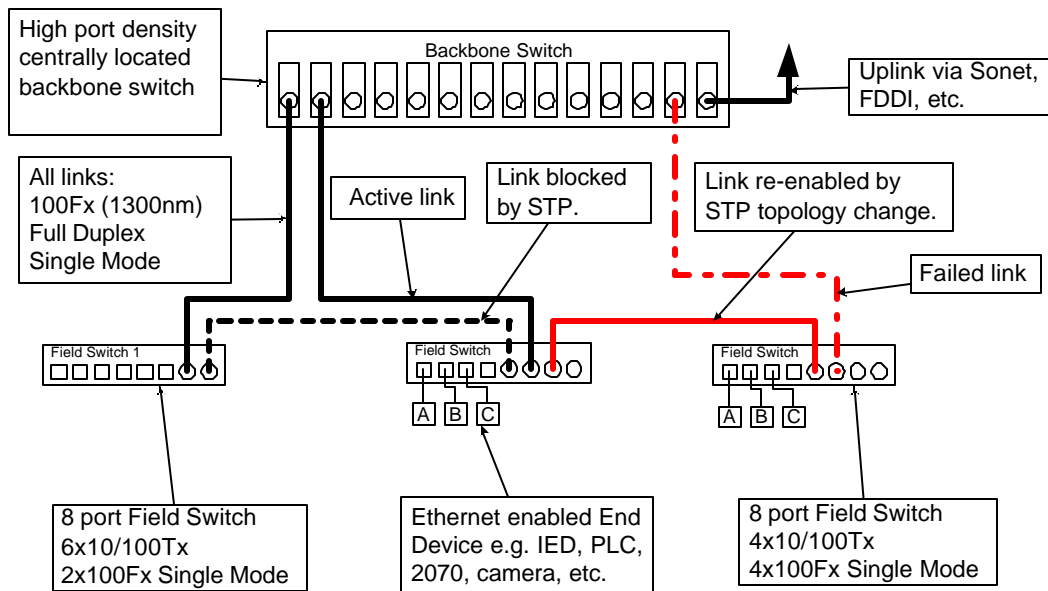 High port density
centrally located
backbone switch
Backbone Switch
Uplink via Sonet,
FDDI, etc.
All links:
100Fx (1300nm)
Full Duplex
Single Mode
Active link
Link blocked
by STP.
Link re-enabled by
STP topology change.
Failed link
Field Switch 1
Field Switch
Field Switch
A
B
C
A
B
C
8 port Field Switch
6x10/100Tx
2x100Fx Single Mode
Ethernet enabled End
Device e.g. IED, PLC,
2070, camera, etc.
8 port Field Switch
4x10/100Tx
4x100Fx Single Mode